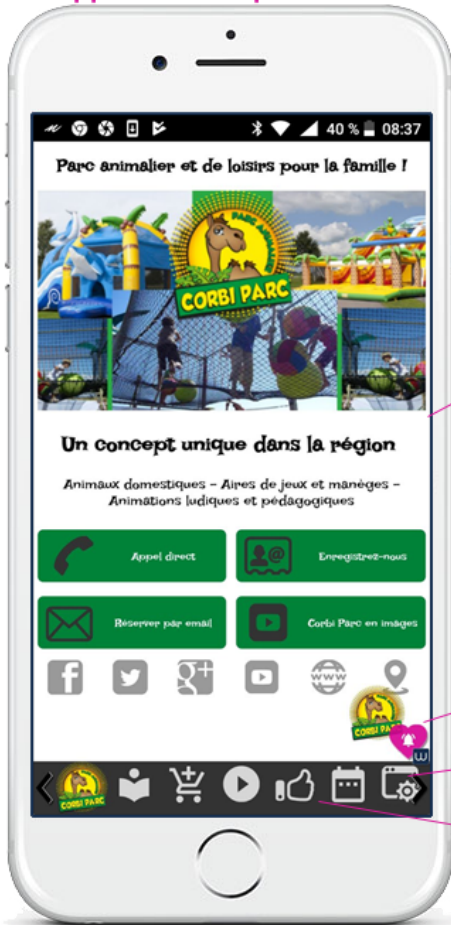 40 % 08:37
Parc animalier et de loisirs pour la famille !
CORBI PARC
Un concept unique dans la région
Animaux domestiques – Aires de jeux et manèges –
Animations ludiques et pédagogiques
Appel direct
Enregistrez-nous
Réserver par email
Corbi Parc en images
www
CORBI PARC
CORBI PARC